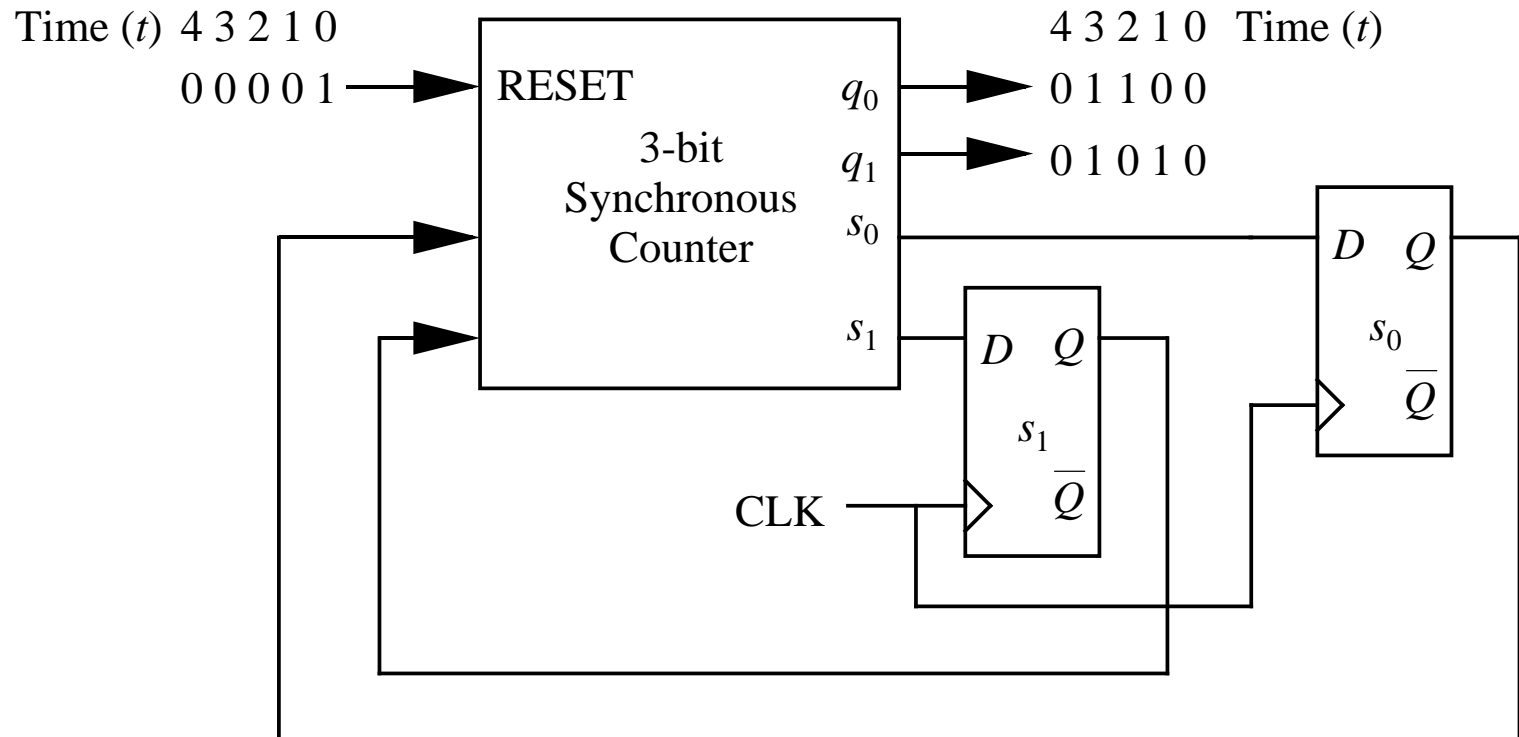 Time (t) 4 3 2 1 0
4 3 2 1 0 Time (t)
0 0 0 0 1
RESET
q0
0 1 1 0 0
3-bit
Synchronous
Counter
q1
0 1 0 1 0
s0
D Q
s0
Q
s1
D Q
s1
Q
CLK